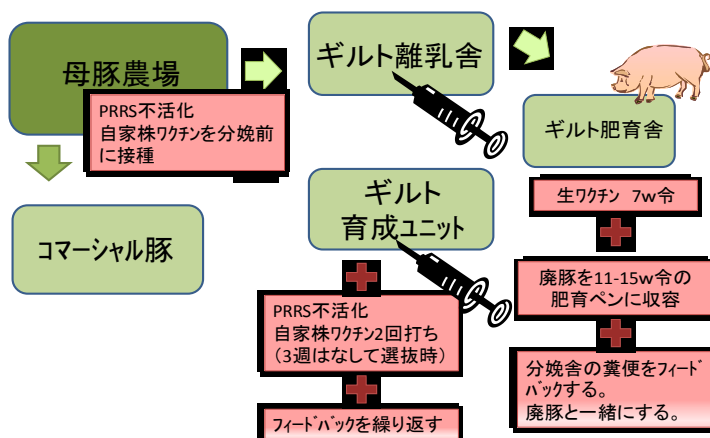 母豚農場
PRRS不活化
自家株ワクチンを分娩前
に接種
コマーシャル豚
ギルト離乳舎
ギルト
育成ユニット
PRRS不活化
自家株ワクチン2回打ち
（3週はなして選抜時）
フィードバックを繰り返す
ギルト肥育舎
生ワクチン 7w令
廃豚を11-15w令の
肥育ペンに収容
分娩舎の糞便をフィード
バックする。
廃豚と一緒にする。